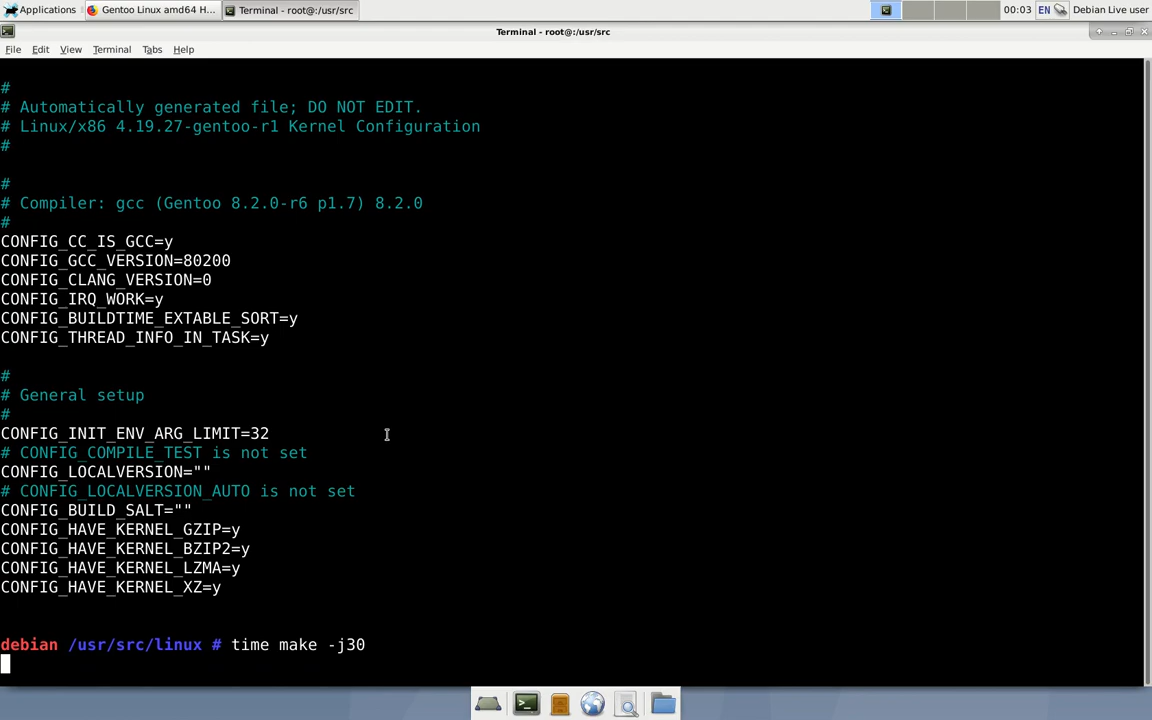 Applications
Gentoo Linux amd64 H...
Terminal - root@:/usr/src
00:03
EN
Debian Live user
Terminal - root@:/usr/src
File Edit View Terminal Tabs Help
#
# Automatically generated file; DO NOT EDIT.
# Linux/x86 4.19.27-gentoo-r1 Kernel Configuration
#
#
# Compiler: gcc (Gentoo 8.2.0-r6 p1.7) 8.2.0
#
CONFIG_CC_IS_GCC=y
CONFIG_GCC_VERSION=80200
CONFIG_CLANG_VERSION=0
CONFIG_IRQ_WORK=y
CONFIG_BUILDTIME_EXTABLE_SORT=y
CONFIG_THREAD_INFO_IN_TASK=y
#
# General setup
#
CONFIG_INIT_ENV_ARG_LIMIT=32
# CONFIG_COMPILE_TEST is not set
CONFIG_LOCALVERSION=""
# CONFIG_LOCALVERSION_AUTO is not set
CONFIG_BUILD_SALT=""
CONFIG_HAVE_KERNEL_GZIP=y
CONFIG_HAVE_KERNEL_BZIP2=y
CONFIG_HAVE_KERNEL_LZMA=y
CONFIG_HAVE_KERNEL_XZ=y
debian /usr/src/linux # time make -j30